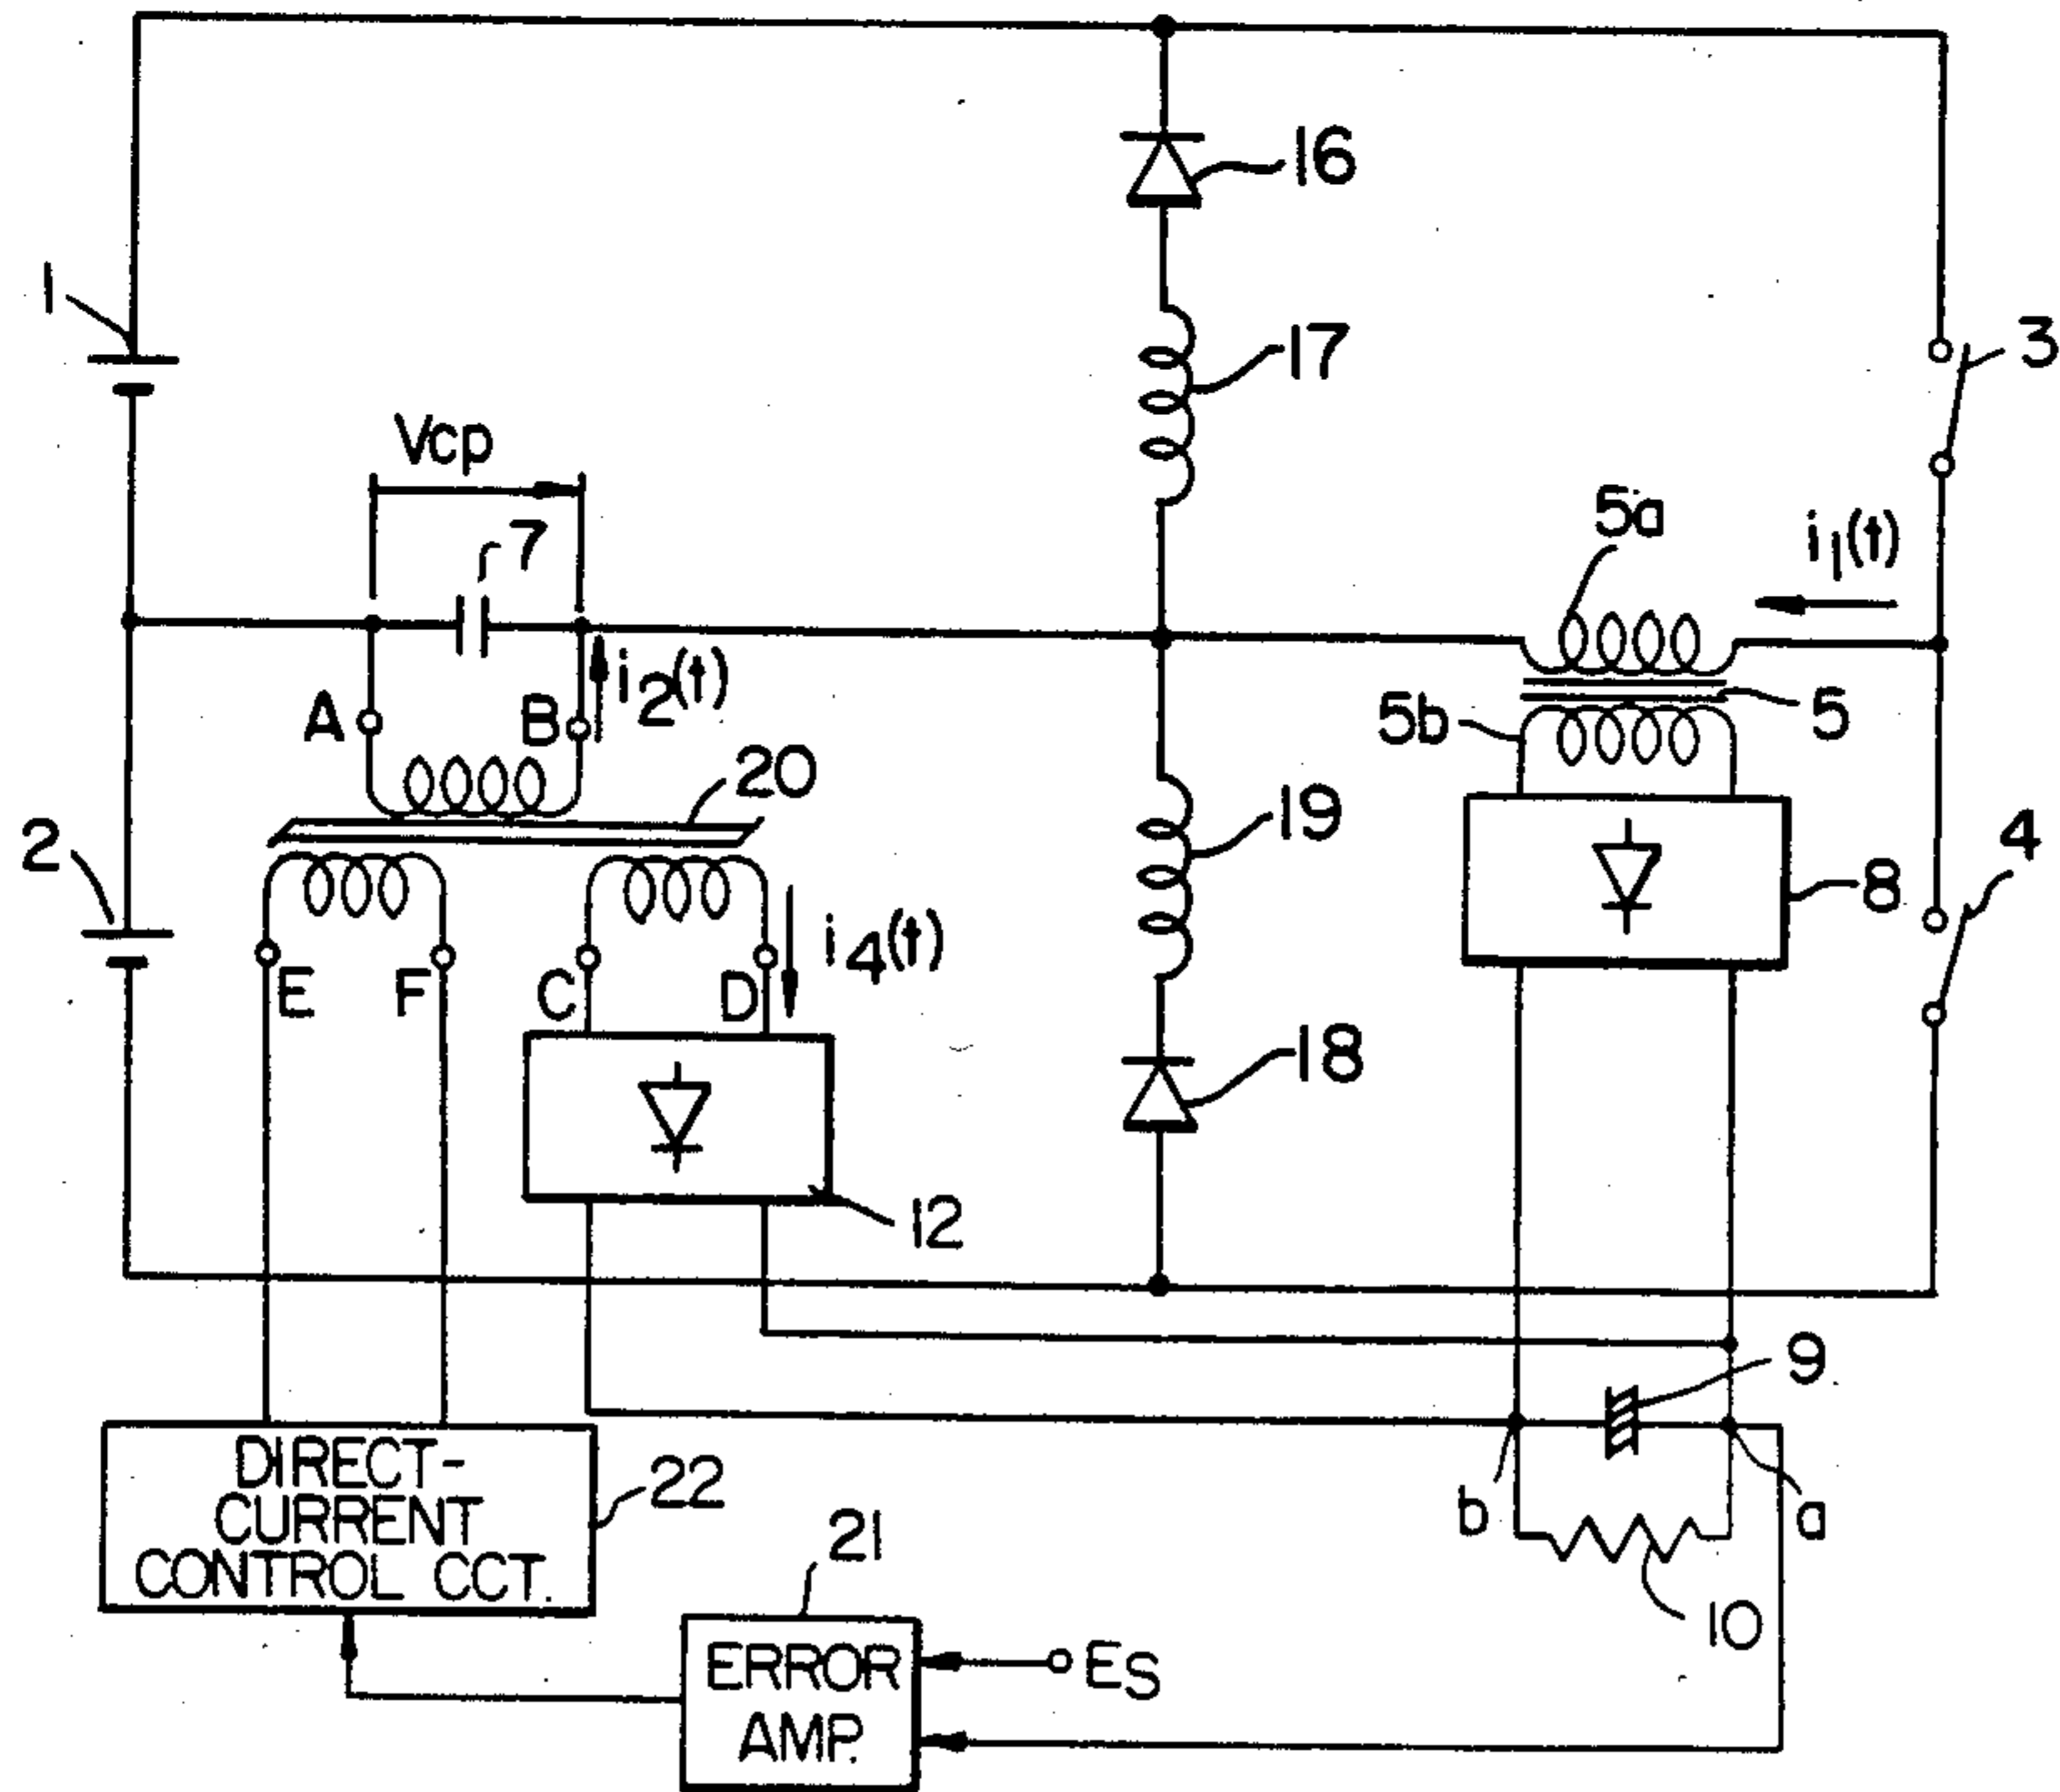 16
1
17
3
Vcp
5a
i1(t)
7
i2(t)
A
B
5b
5
20
19
2
4
8
i4(t)
E
F
C
D
18
12
9
DIRECT-
CURRENT
CONTROL CCT.
22
b
a
21
10
ERROR
AMP.
ES